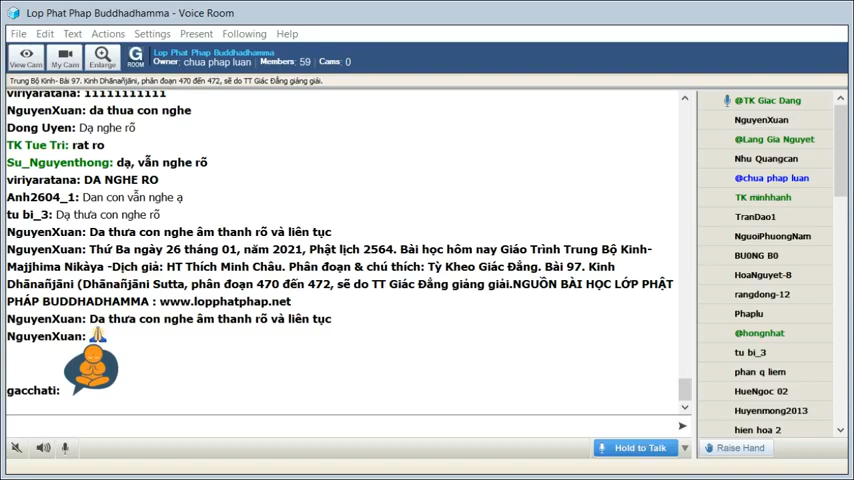 Lop Phat Phap Buddhadhamma - Voice Room
File Edit Text Actions Settings Present Following Help
View Cam
My Cam
Enlarge
G
ROOM
Lop Phat Phap Buddhadhamma
Owner: chua phap luan Members: 59 Cams: 0
Trung Bộ Kinh- Bài 97. Kinh Dhānañjāni, phân đoạn 470 đến 472, sẽ do TT Giác Đẳng giảng giải.
viriyaratana: 11111111111
NguyenXuan: da thua con nghe
Dong Uyen: Dạ nghe rõ
TK Tue Tri: rat ro
Su_Nguyenthong: dạ, vẫn nghe rõ
viriyaratana: DA NGHE RO
Anh2604_1: Dan con vẫn nghe ạ
tu bi_3: Dạ thưa con nghe rõ
NguyenXuan: Da thưa con nghe âm thanh rõ và liên tục
NguyenXuan: Thứ Ba ngày 26 tháng 01, năm 2021, Phật lịch 2564. Bài học hôm nay Giáo Trình Trung Bộ Kinh-
Majjhima Nikàya -Dịch giả: HT Thích Minh Châu. Phân đoạn & chú thích: Tỳ Kheo Giác Đẳng. Bài 97. Kinh
Dhānañjāni (Dhānañjāni Sutta, phân đoạn 470 đến 472, sẽ do TT Giác Đẳng giảng giải.NGUỒN BÀI HỌC LỚP PHẬT
PHÁP BUDDHADHAMMA : www.lopphatphap.net
NguyenXuan: Da thưa con nghe âm thanh rõ và liên tục
NguyenXuan:
gacchati:
@TK Giac Dang
NguyenXuan
@Lang Gia Nguyet
Nhu Quangcan
@chua phap luan
TK minhhanh
TranDao1
NguoiPhuongNam
BU0NG B0
HoaNguyet-8
rangdong-12
Phaplu
@hongnhat
tu bi_3
phan q liem
HueNgoc 02
Huyenmong2013
hien hoa 2
Hold to Talk
Raise Hand